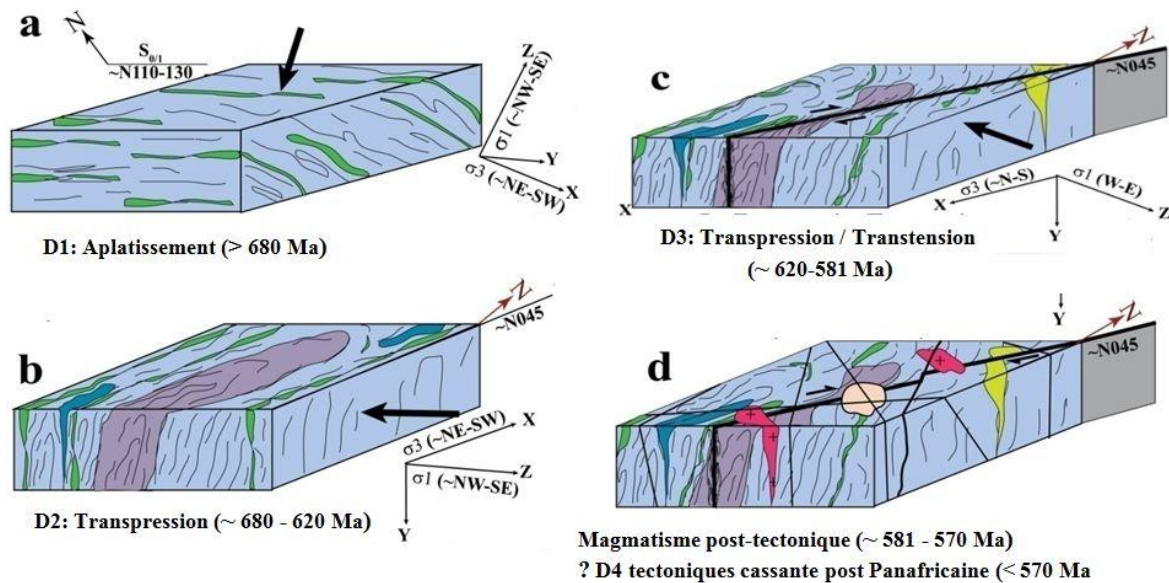 a
N
S0/1
~N110-130
Z
σ1 (~NW-SE)
Y
X
σ3 (~NE-SW)
D1: Aplatissement (> 680 Ma)
b
N
~N045
X
σ3 (~NE-SW)
Z
σ1 (~NW-SE)
Y
D2: Transpression (~ 680 - 620 Ma)
c
Z
~N045
σ3 (~N-S)
σ1 (W-E)
X
X
Y
Z
D3: Transpression / Transtension
(~ 620-581 Ma)
Y
d
Z
~N045
Magmatisme post-tectonique (~ 581 - 570 Ma)
? D4 tectoniques cassante post Panafricaine (< 570 Ma